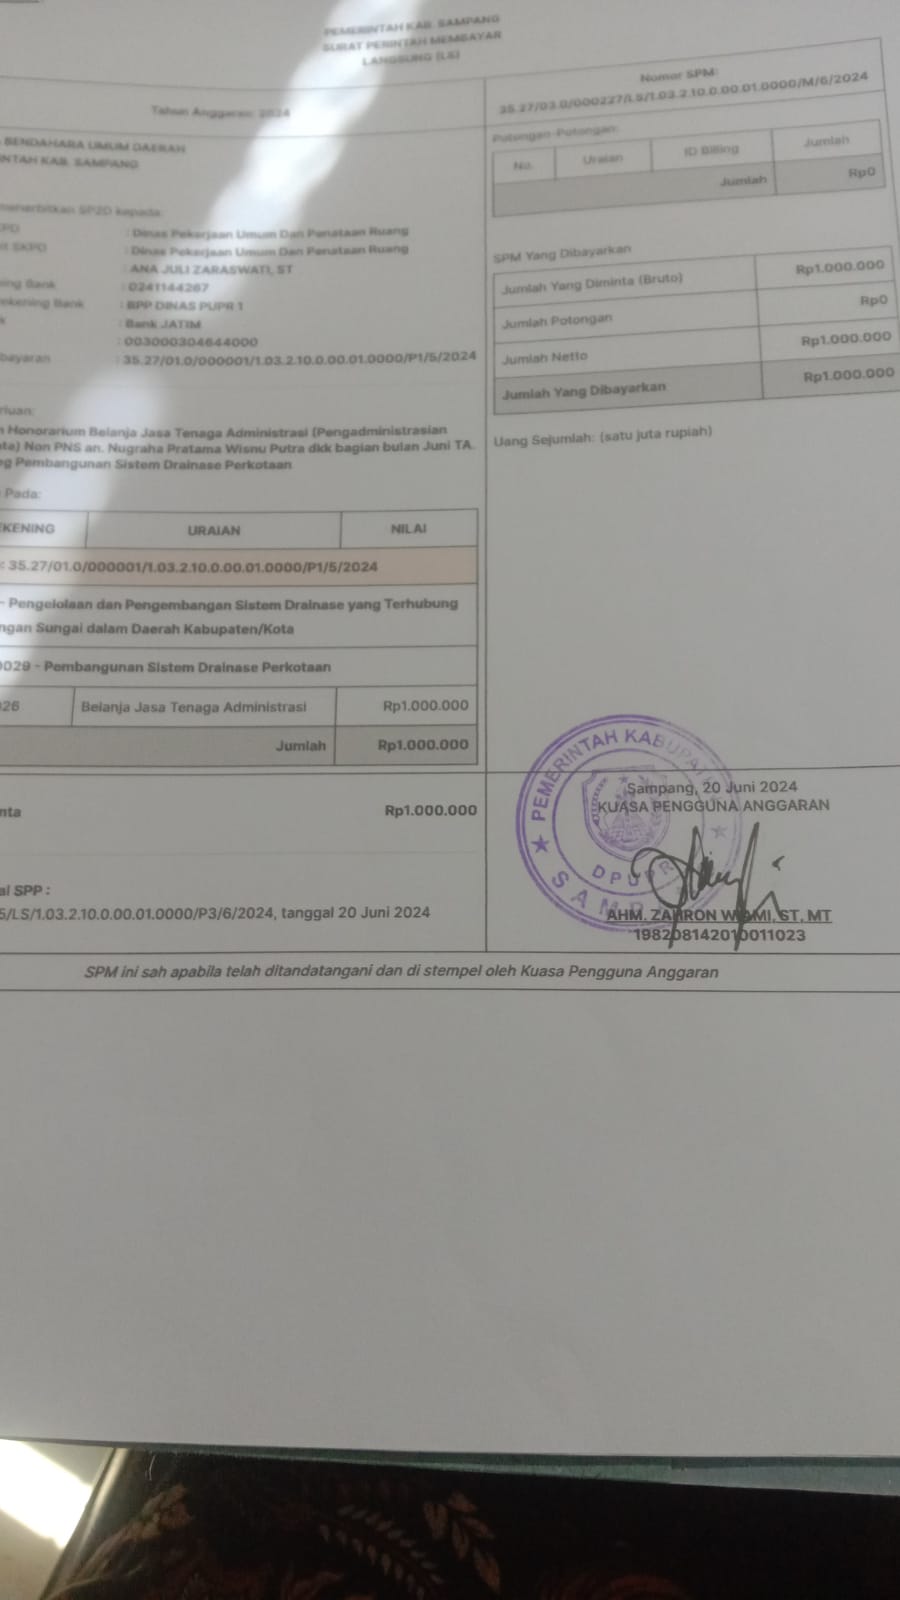 PEMERINTAH KAB. SAMPANG
SURAT PERINTAH MEMBAYAR
LANGSUNG (LS)
Tahun Anggaran: 2024
Nomor SPM:
35.27/03.0/000227/LS/1.03.2.10.0.00.01.0000/M/6/2024
BENDAHARA UMUM DAERAH
NTAH KAB. SAMPANG
menerbitkan SP2D kepada:
PD : Dinas Pekerjaan Umum Dan Penataan Ruang
it SKPD : Dinas Pekerjaan Umum Dan Penataan Ruang
: ANA JULI ZARASWATI, ST
ning Bank : 0241144267
ekening Bank : BPP DINAS PUPR 1
k : Bank JATIM
: 003000304644000
bayaran : 35.27/01.0/000001/1.03.2.10.0.00.01.0000/P1/5/2024
rluan:
n Honorarium Belanja Jasa Tenaga Administrasi (Pengadministrasian
ta) Non PNS an. Nugraha Pratama Wisnu Putra dkk bagian bulan Juni TA.
g Pembangunan Sistem Drainase Perkotaan
Pada:
KENING URAIAN NILAI
: 35.27/01.0/000001/1.03.2.10.0.00.01.0000/P1/5/2024
- Pengelolaan dan Pengembangan Sistem Drainase yang Terhubung
ngan Sungai dalam Daerah Kabupaten/Kota
0029 - Pembangunan Sistem Drainase Perkotaan
26 Belanja Jasa Tenaga Administrasi Rp1.000.000
Jumlah Rp1.000.000
nta Rp1.000.000
al SPP :
5/LS/1.03.2.10.0.00.01.0000/P3/6/2024, tanggal 20 Juni 2024
Potongan-Potongan:
No. Uraian ID Billing Jumlah
Jumlah Rp0
SPM Yang Dibayarkan
Jumlah Yang Diminta (Bruto) Rp1.000.000
Jumlah Potongan Rp0
Jumlah Netto Rp1.000.000
Jumlah Yang Dibayarkan Rp1.000.000
Uang Sejumlah: (satu juta rupiah)
Sampang, 20 Juni 2024
KUASA PENGGUNA ANGGARAN
PEMERINTAH KABUPAT
DPUPR
SAMP
AHM. ZAHRON WIAMI, ST, MT
198208142010011023
SPM ini sah apabila telah ditandatangani dan di stempel oleh Kuasa Pengguna Anggaran